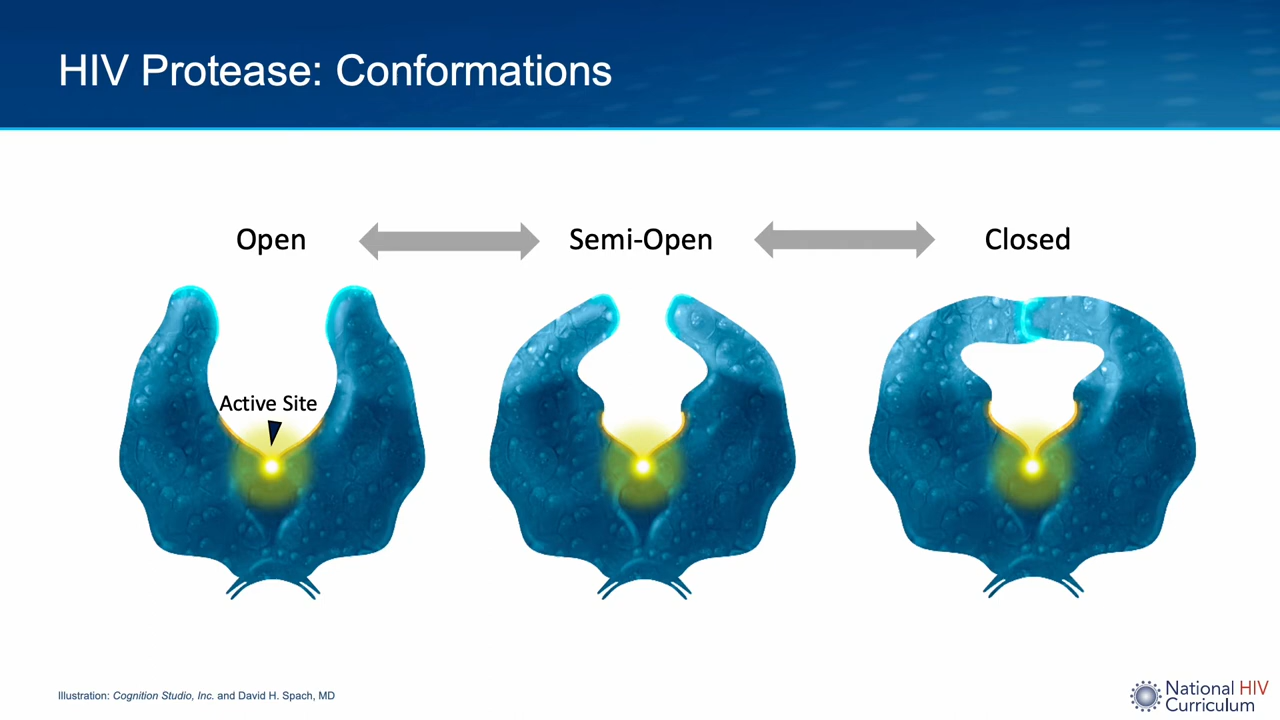 HIV Protease: Conformations
Open
Semi-Open
Closed
Active Site
Illustration: Cognition Studio, Inc. and David H. Spach, MD
National HIV
Curriculum